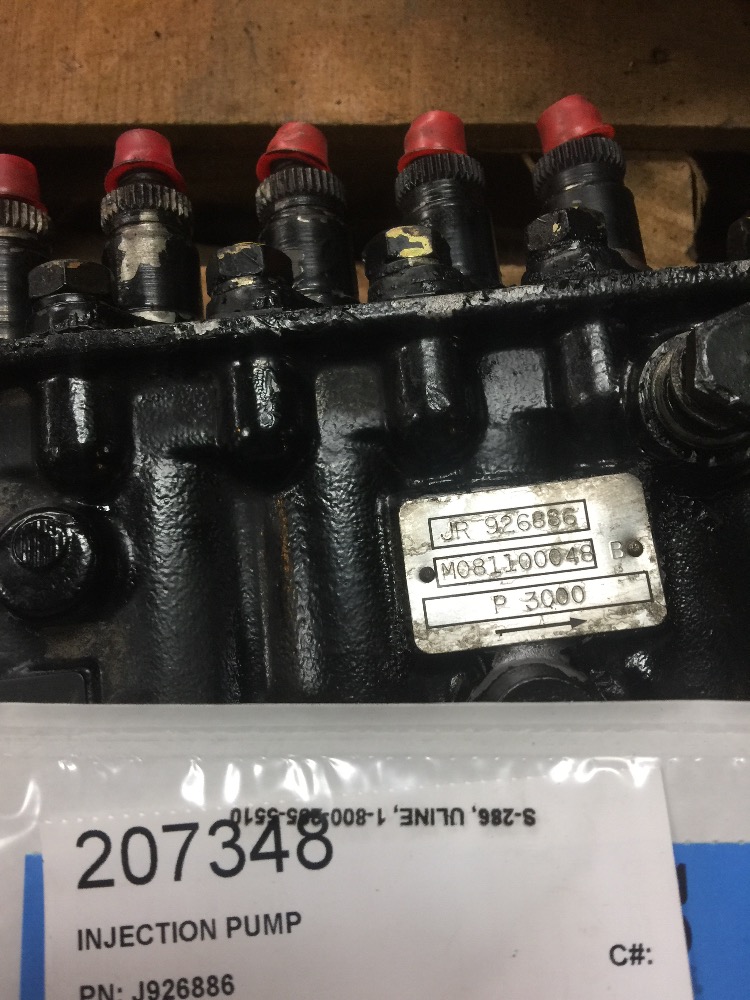 JR 926886
M081100048 B
P 3000
S-286, ULINE, 1-800-295-5510
207348
INJECTION PUMP
C#:
PN: J926886